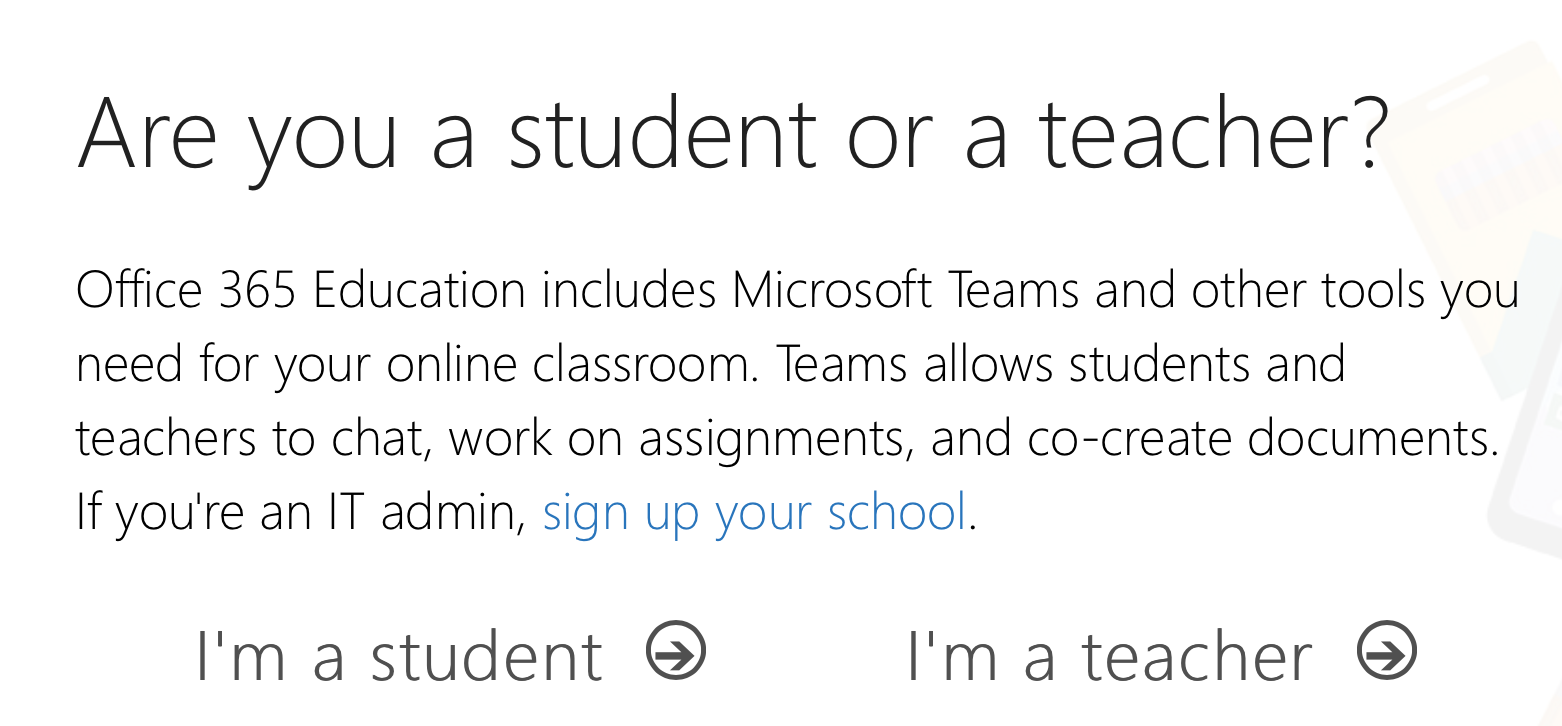 Are you a student or a teacher?
Office 365 Education includes Microsoft Teams and other tools you
need for your online classroom. Teams allows students and
teachers to chat, work on assignments, and co-create documents.
If you're an IT admin, sign up your school.
I'm a student
I'm a teacher